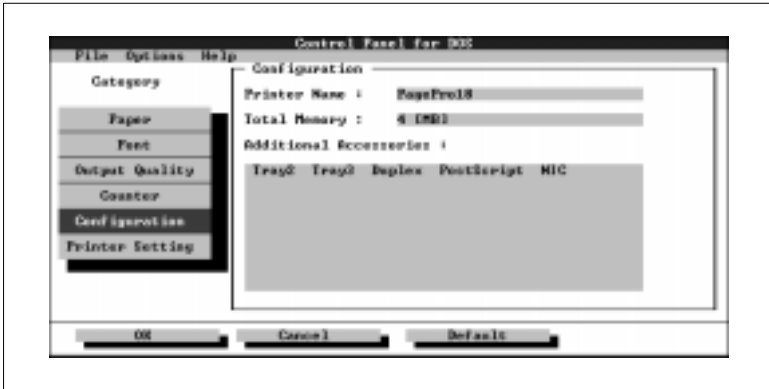 Control Panel for DOS
File Options Help
Category
Paper
Font
Output Quality
Counter
Configuration
Printer Setting
Configuration
Printer Name :
PagePro18
Total Memory :
4 [MB]
Additional Accessories :
Tray2 Tray3 Duplex PostScript NIC
OK
Cancel
Default